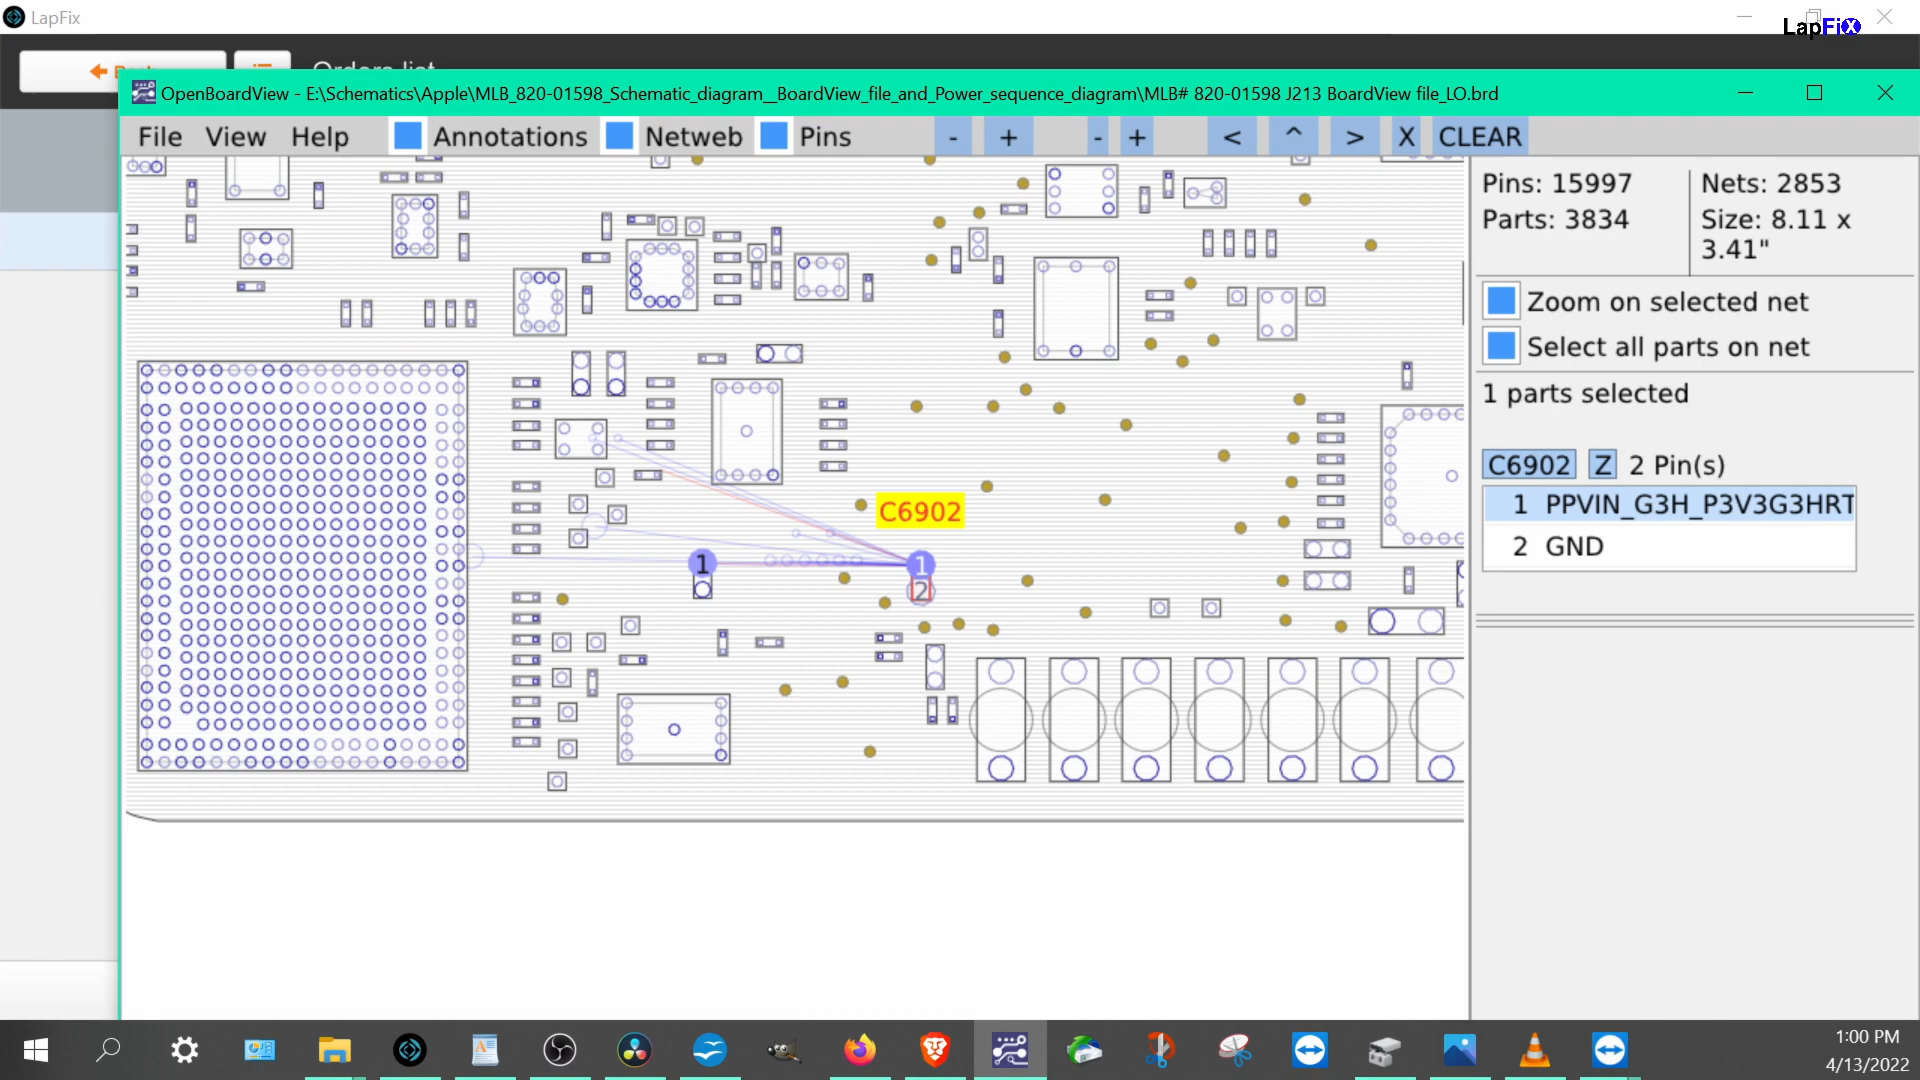 LapFix
LapFix
Orders list
OpenBoardView - E:\Schematics\Apple\MLB_820-01598_Schematic_diagram__BoardView_file_and_Power_sequence_diagram\MLB# 820-01598 J213 BoardView file_LO.brd
File View Help Annotations Netweb Pins - + - + < ^ > X CLEAR
Pins: 15997
Parts: 3834
Nets: 2853
Size: 8.11 x
3.41"
Zoom on selected net
Select all parts on net
1 parts selected
C6902 Z 2 Pin(s)
1 PPVIN_G3H_P3V3G3HRT
2 GND
C6902
1
1
2
1:00 PM
4/13/2022